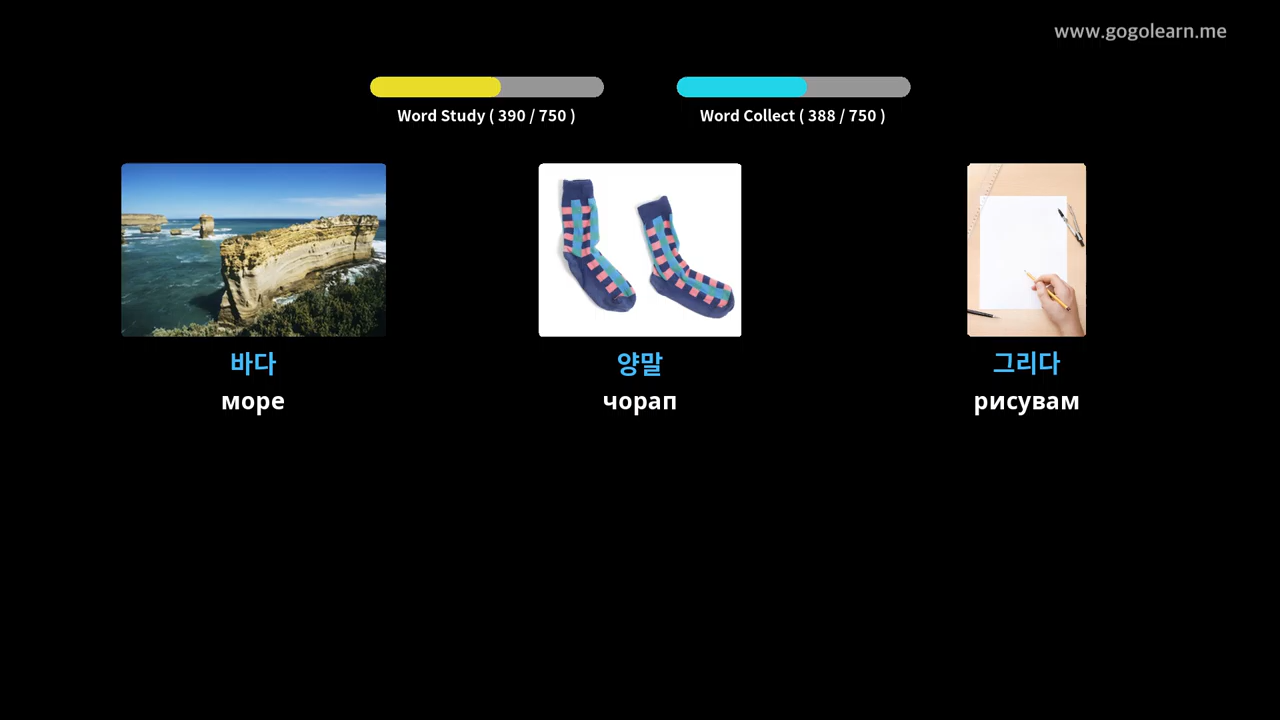 www.gogolearn.me
Word Study ( 390 / 750 )
Word Collect ( 388 / 750 )
바다
море
양말
чорап
그리다
рисувам